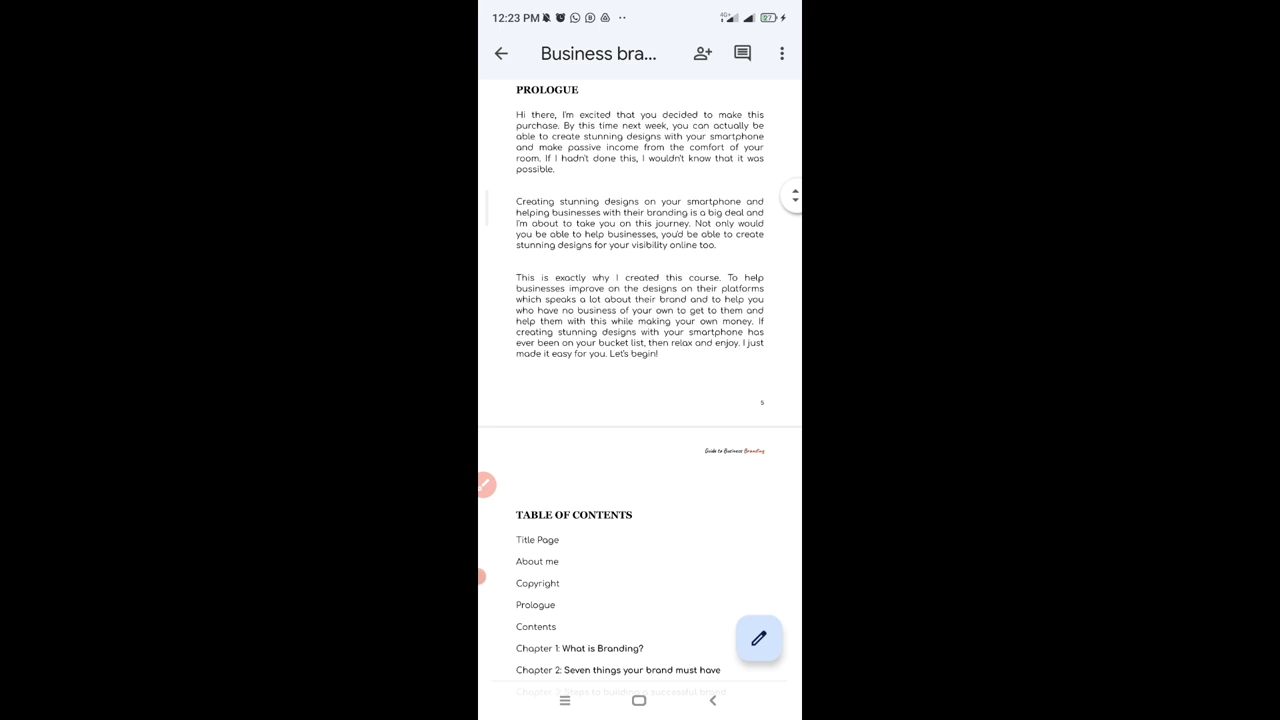 12:23 PM
4G+
27
Business bra...
PROLOGUE
Hi there, I'm excited that you decided to make this
purchase. By this time next week, you can actually be
able to create stunning designs with your smartphone
and make passive income from the comfort of your
room. If I hadn't done this, I wouldn't know that it was
possible.
Creating stunning designs on your smartphone and
helping businesses with their branding is a big deal and
I'm about to take you on this journey. Not only would
you be able to help businesses, you'd be able to create
stunning designs for your visibility online too.
This is exactly why I created this course. To help
businesses improve on the designs on their platforms
which speaks a lot about their brand and to help you
who have no business of your own to get to them and
help them with this while making your own money. If
creating stunning designs with your smartphone has
ever been on your bucket list, then relax and enjoy. I just
made it easy for you. Let's begin!
5
Guide to Business Branding
TABLE OF CONTENTS
Title Page
About me
Copyright
Prologue
Contents
Chapter 1: What is Branding?
Chapter 2: Seven things your brand must have
Chapter 3: Steps to building a successful brand